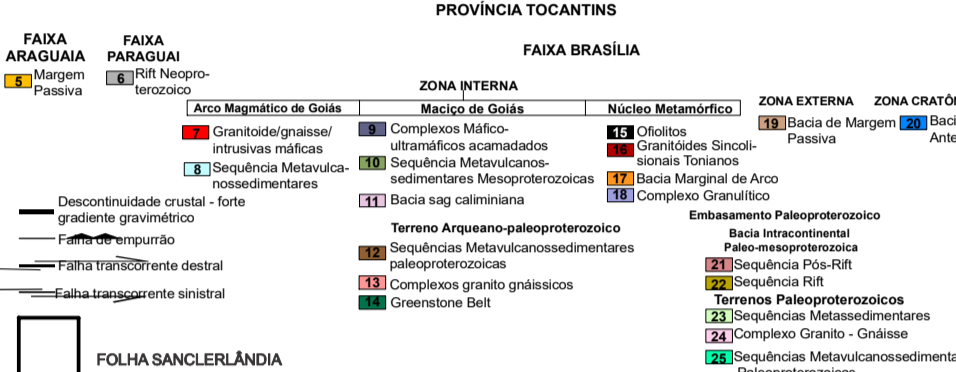 PROVÍNCIA TOCANTINS
FAIXA
ARAGUAIA
5 Margem
Passiva
FAIXA
PARAGUAI
6 Rift Neopro-
terozoico
FAIXA BRASÍLIA
ZONA INTERNA
Arco Magmático de Goiás
7 Granitoide/gnaisse/
intrusivas máficas
8 Sequência Metavulca-
nossedimentares
Maciço de Goiás
9 Complexos Máfico-
ultramáficos acamadados
10 Sequência Metavulcanos-
sedimentares Mesoproterozoicas
11 Bacia sag caliminiana
Terreno Arqueano-paleoproterozoico
12 Sequências Metavulcanossedimentares
paleoproterozoicas
13 Complexos granito gnáissicos
14 Greenstone Belt
Núcleo Metamórfico
15 Ofiolitos
16 Granitóides Sincoli-
sionais Tonianos
17 Bacia Marginal de Arco
18 Complexo Granulítico
ZONA EXTERNA
19 Bacia de Margem
Passiva
ZONA CRATÔ
20 Baci
Ante
Embasamento Paleoproterozoico
Bacia Intracontinental
Paleo-mesoproterozoica
21 Sequência Pós-Rift
22 Sequência Rift
Terrenos Paleoproterozoicos
23 Sequências Metassedimentares
24 Complexo Granito - Gnáisse
25 Sequências Metavulcanossedimenta
Paleoproterozoicas
Descontinuidade crustal - forte
gradiente gravimétrico
Falha de empurrão
Falha transcorrente destral
Falha transcorrente sinistral
FOLHA SANCLERLÂNDIA